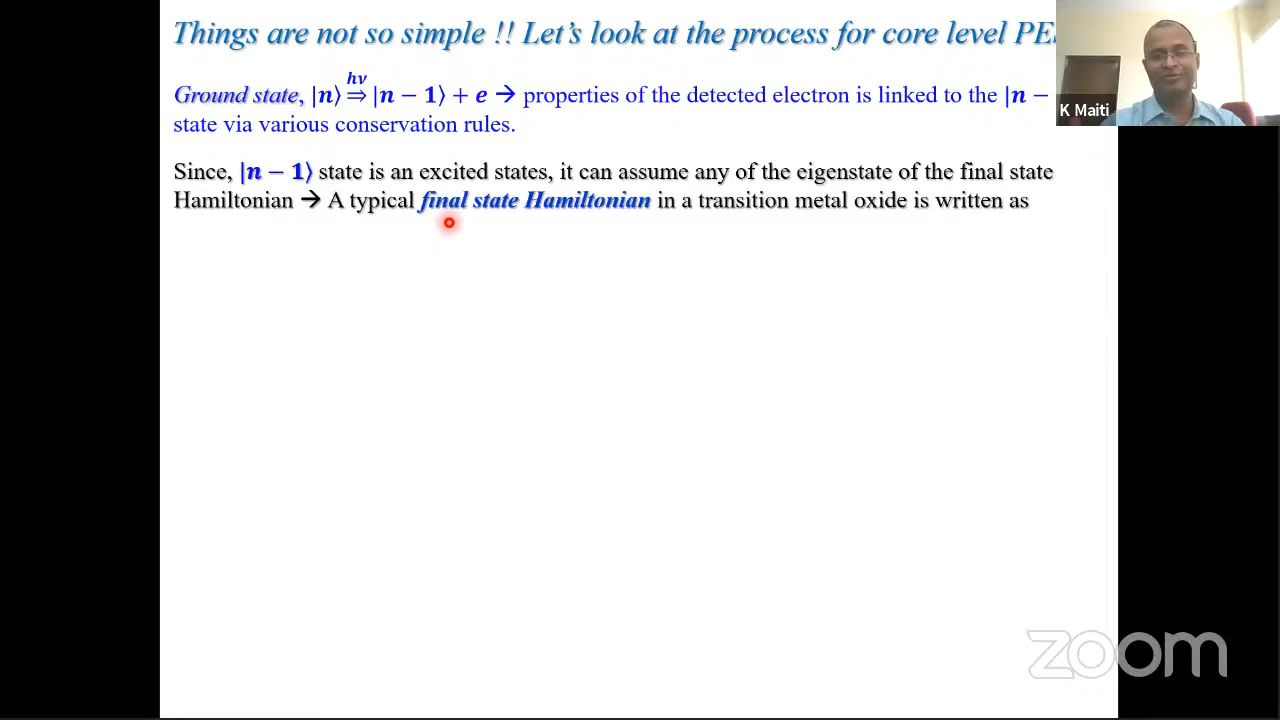 Things are not so simple !! Let's look at the process for core level PE
Ground state, |n⟩ ⇒ʰᵛ |n − 1⟩ + e → properties of the detected electron is linked to the |n −
state via various conservation rules.
K Maiti
Since, |n − 1⟩ state is an excited states, it can assume any of the eigenstate of the final state
Hamiltonian → A typical final state Hamiltonian in a transition metal oxide is written as
zoom